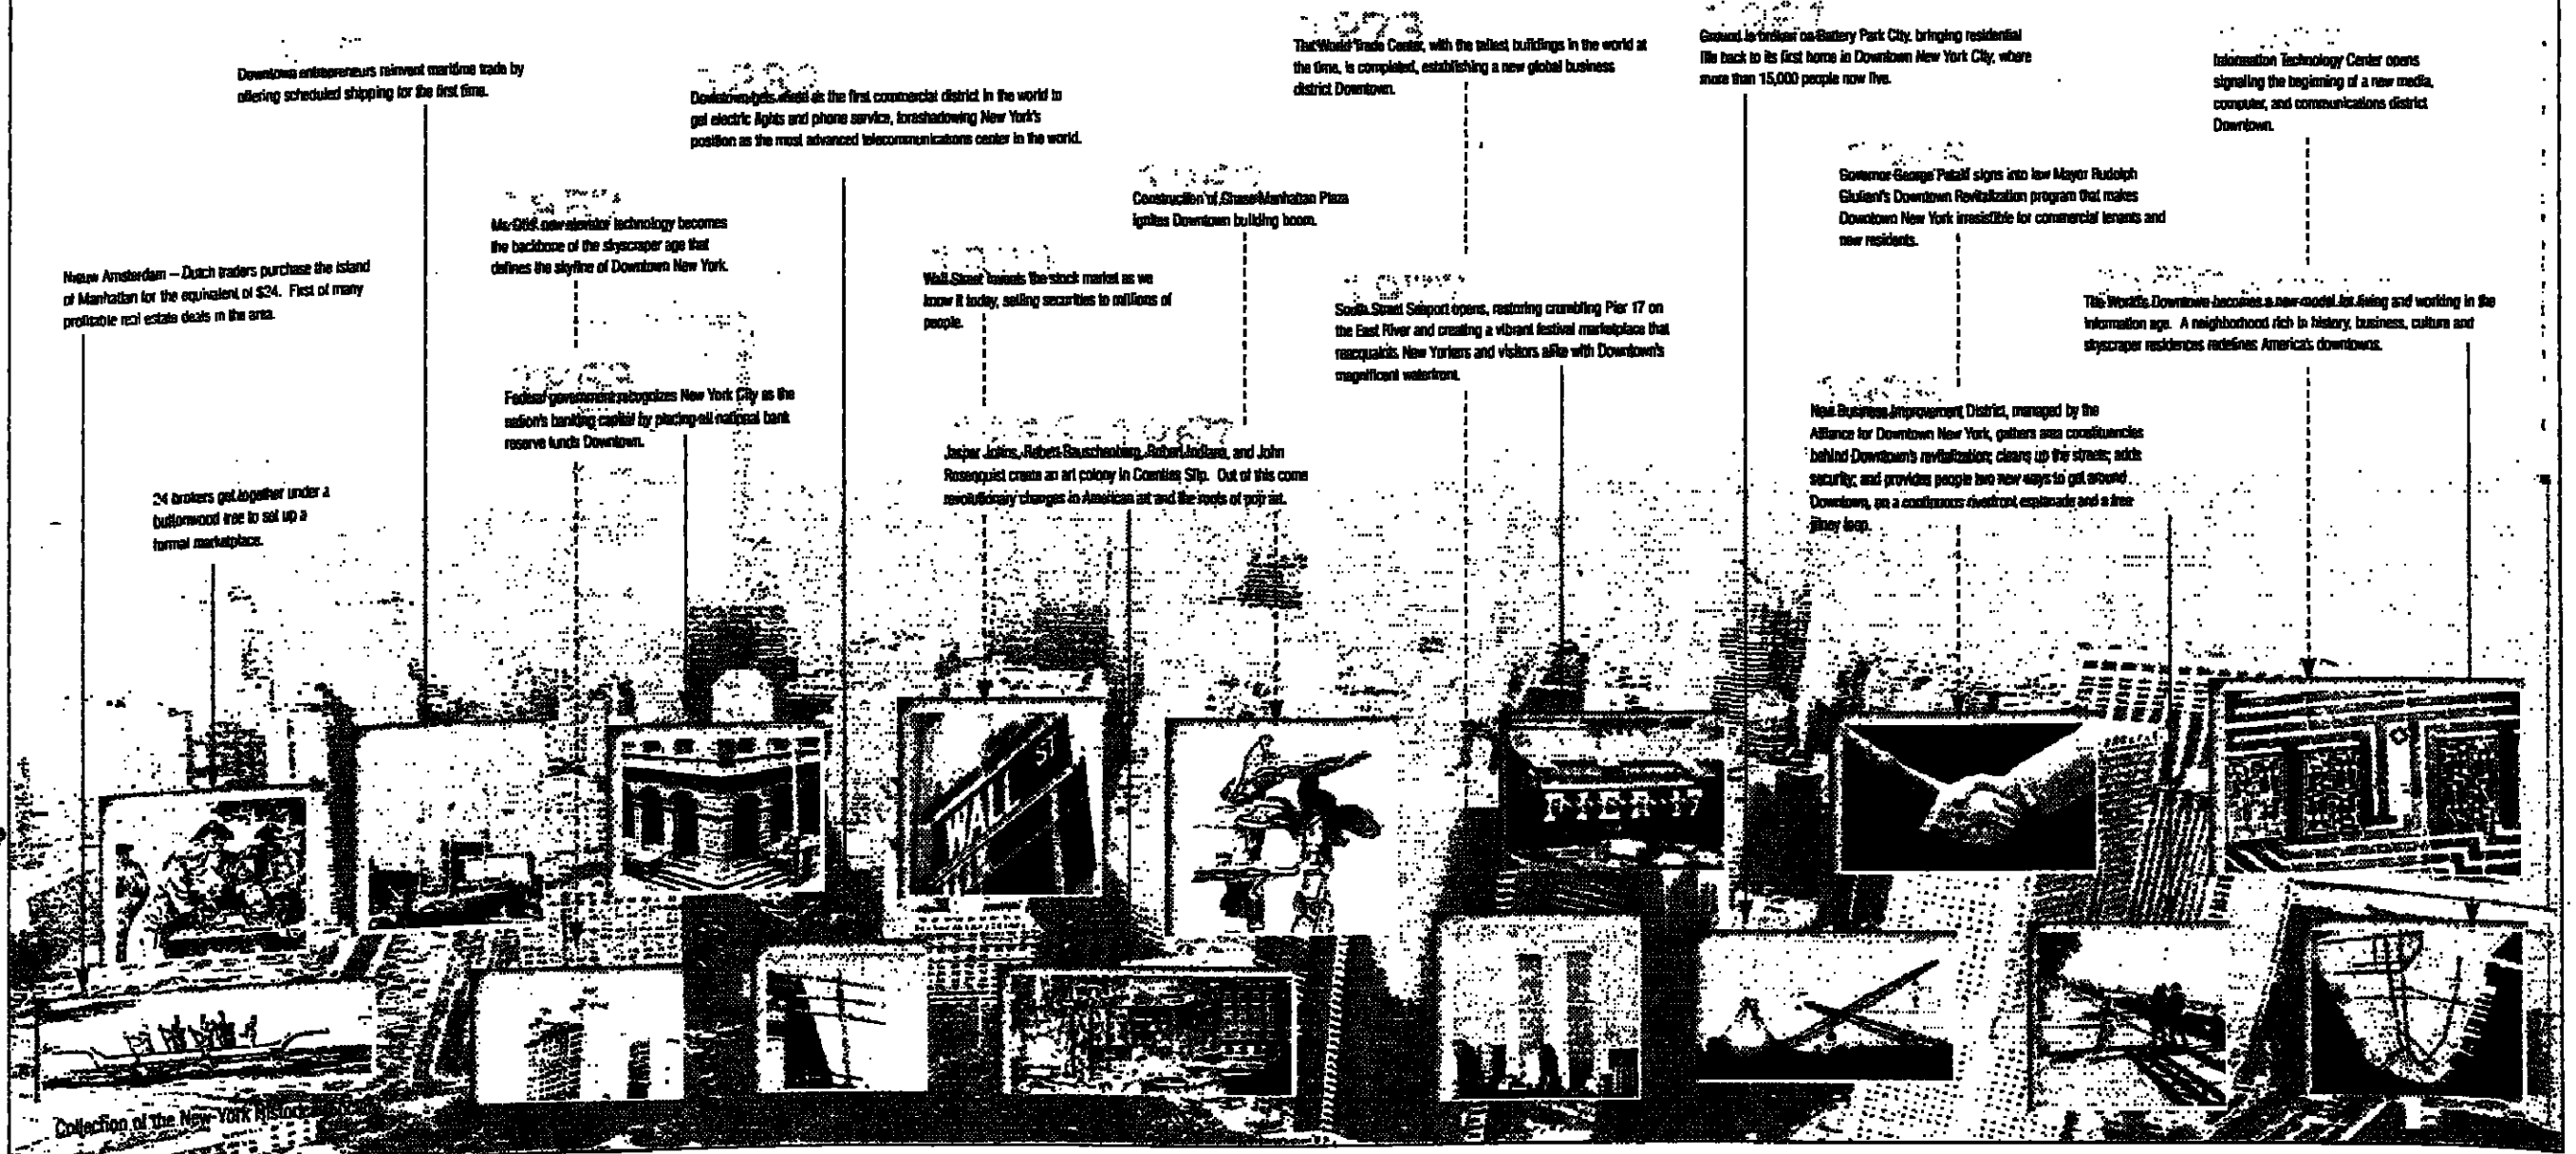 Nieuw Amsterdam – Dutch traders purchase the island
of Manhattan for the equivalent of $24. First of many
profitable real estate deals in the area.
24 brokers get together under a
buttonwood tree to set up a
formal marketplace.
Downtown entrepreneurs reinvent maritime trade by
offering scheduled shipping for the first time.
Mr. Otis' new elevator technology becomes
the backbone of the skyscraper age that
defines the skyline of Downtown New York.
Federal government recognizes New York City as the
nation's banking capital by placing all national bank
reserve funds Downtown.
Downtown gets wired as the first commercial district in the world to
get electric lights and phone service, foreshadowing New York's
position as the most advanced telecommunications center in the world.
Wall Street invents the stock market as we
know it today, selling securities to millions of
people.
1967
Jasper Johns, Robert Rauschenberg, Robert Indiana, and John
Rosenquist create an art colony in Coenties Slip. Out of this come
revolutionary changes in American art and the roots of pop art.
Construction of Chase Manhattan Plaza
ignites Downtown building boom.
1973
The World Trade Center, with the tallest buildings in the world at
the time, is completed, establishing a new global business
district Downtown.
South Street Seaport opens, restoring crumbling Pier 17 on
the East River and creating a vibrant festival marketplace that
reacquaints New Yorkers and visitors alike with Downtown's
magnificent waterfront.
Ground is broken on Battery Park City, bringing residential
life back to its first home in Downtown New York City, where
more than 15,000 people now live.
Governor George Pataki signs into law Mayor Rudolph
Giuliani's Downtown Revitalization program that makes
Downtown New York irresistible for commercial tenants and
new residents.
New Business Improvement District, managed by the
Alliance for Downtown New York, gathers area constituencies
behind Downtown's revitalization; cleans up the streets; adds
security; and provides people two new ways to get around
Downtown, on a continuous riverfront esplanade and a free
jitney loop.
Information Technology Center opens
signaling the beginning of a new media,
computer, and communications district
Downtown.
The World's Downtown becomes a new model for living and working in the
information age. A neighborhood rich in history, business, culture and
skyscraper residences redefines America's downtowns.
WALL ST
Collection of the New-York Historical